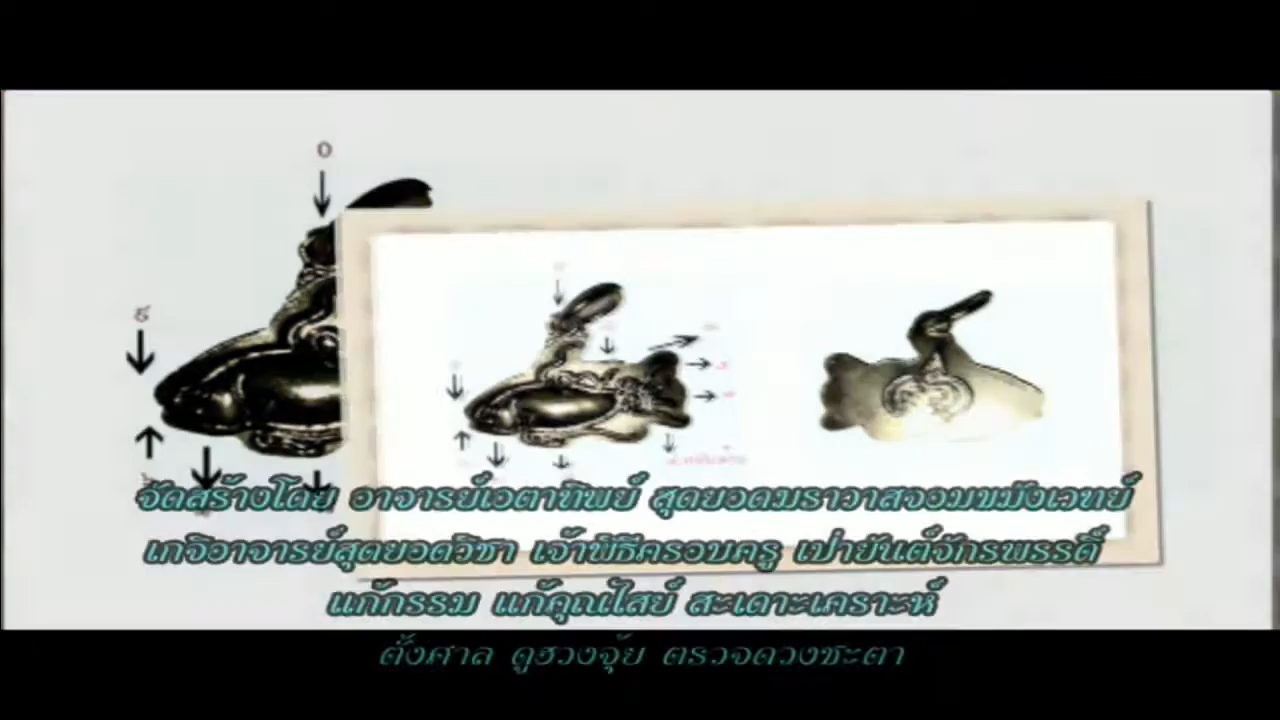 จัดสร้างโดย อาจารย์เอตาทิพย์ สุดยอดฆราวาสจอมขมังเวทย์
เกจิอาจารย์สุดยอดวิชา เจ้าพิธีครอบครู เป่ายันต์จักรพรรดิ์
แก้กรรม แก้คุณไสย์ สะเดาะเคราะห์
ตั้งศาล ดูฮวงจุ้ย ตรวจดวงชะตา